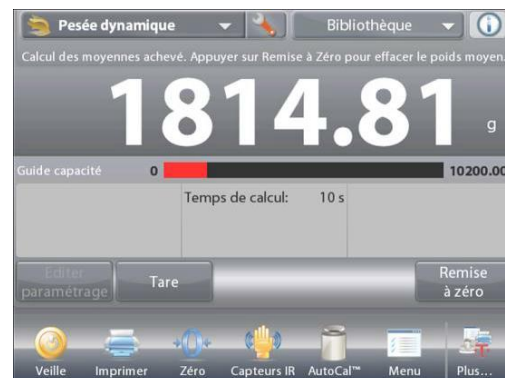 Pesée dynamique
Bibliothèque
Calcul des moyennes achevé. Appuyer sur Remise à Zéro pour effacer le poids moyen.
1814.81 g
Guide capacité 0 10200.00
Temps de calcul: 10 s
Editer
paramétrage
Tare
Remise
à zéro
Veille Imprimer Zéro Capteurs IR AutoCal™ Menu Plus...